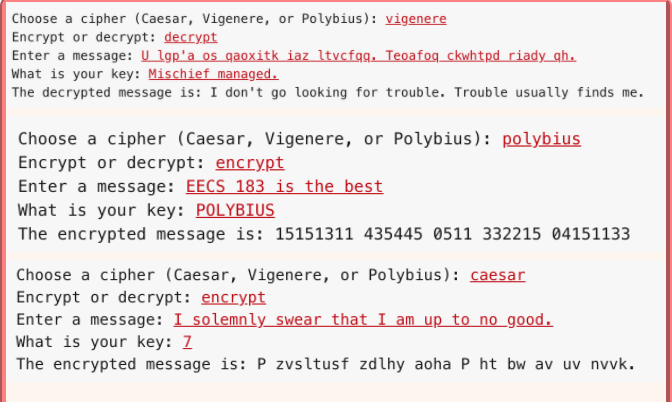 Choose a cipher (Caesar, Vigenere, or Polybius): vigenere
Encrypt or decrypt: decrypt
Enter a message: U lgp'a os qaoxitk iaz ltvcfqq. Teoafoq ckwhtpd riady qh.
What is your key: Mischief managed.
The decrypted message is: I don't go looking for trouble. Trouble usually finds me.
Choose a cipher (Caesar, Vigenere, or Polybius): polybius
Encrypt or decrypt: encrypt
Enter a message: EECS 183 is the best
What is your key: POLYBIUS
The encrypted message is: 15151311 435445 0511 332215 04151133
Choose a cipher (Caesar, Vigenere, or Polybius): caesar
Encrypt or decrypt: encrypt
Enter a message: I solemnly swear that I am up to no good.
What is your key: 7
The encrypted message is: P zvsltusf zdlhy aoha P ht bw av uv nvvk.